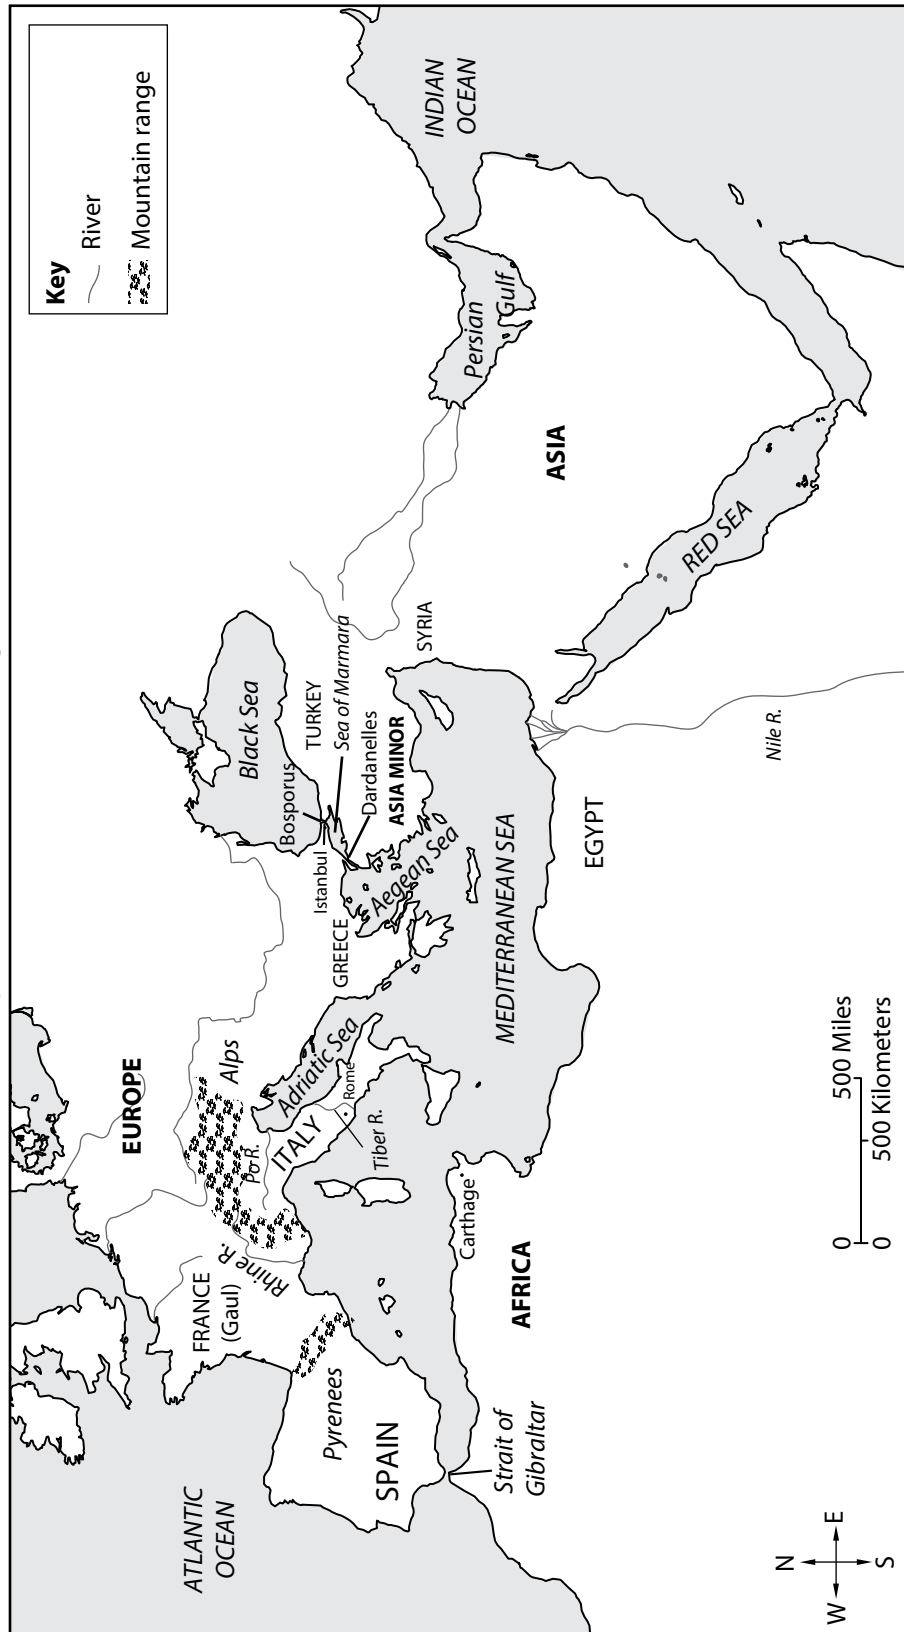 Key
River
Mountain range
EUROPE
Alps
FRANCE
(Gaul)
Rhine R.
Po R.
ITALY
Adriatic Sea
Rome
Tiber R.
ATLANTIC
OCEAN
Pyrenees
SPAIN
Strait of
Gibraltar
Black Sea
Bosporus
TURKEY
Istanbul
Sea of Marmara
Dardanelles
ASIA MINOR
GREECE
Aegean Sea
SYRIA
MEDITERRANEAN SEA
Carthage
AFRICA
EGYPT
Nile R.
RED SEA
ASIA
Persian
Gulf
INDIAN
OCEAN
0
500 Miles
0
500 Kilometers
N
W
E
S